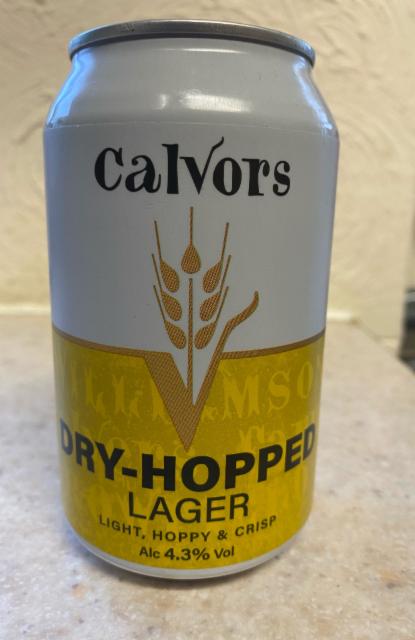 Calvors
DRY-HOPPED
LAGER
LIGHT, HOPPY & CRISP
Alc 4.3% Vol